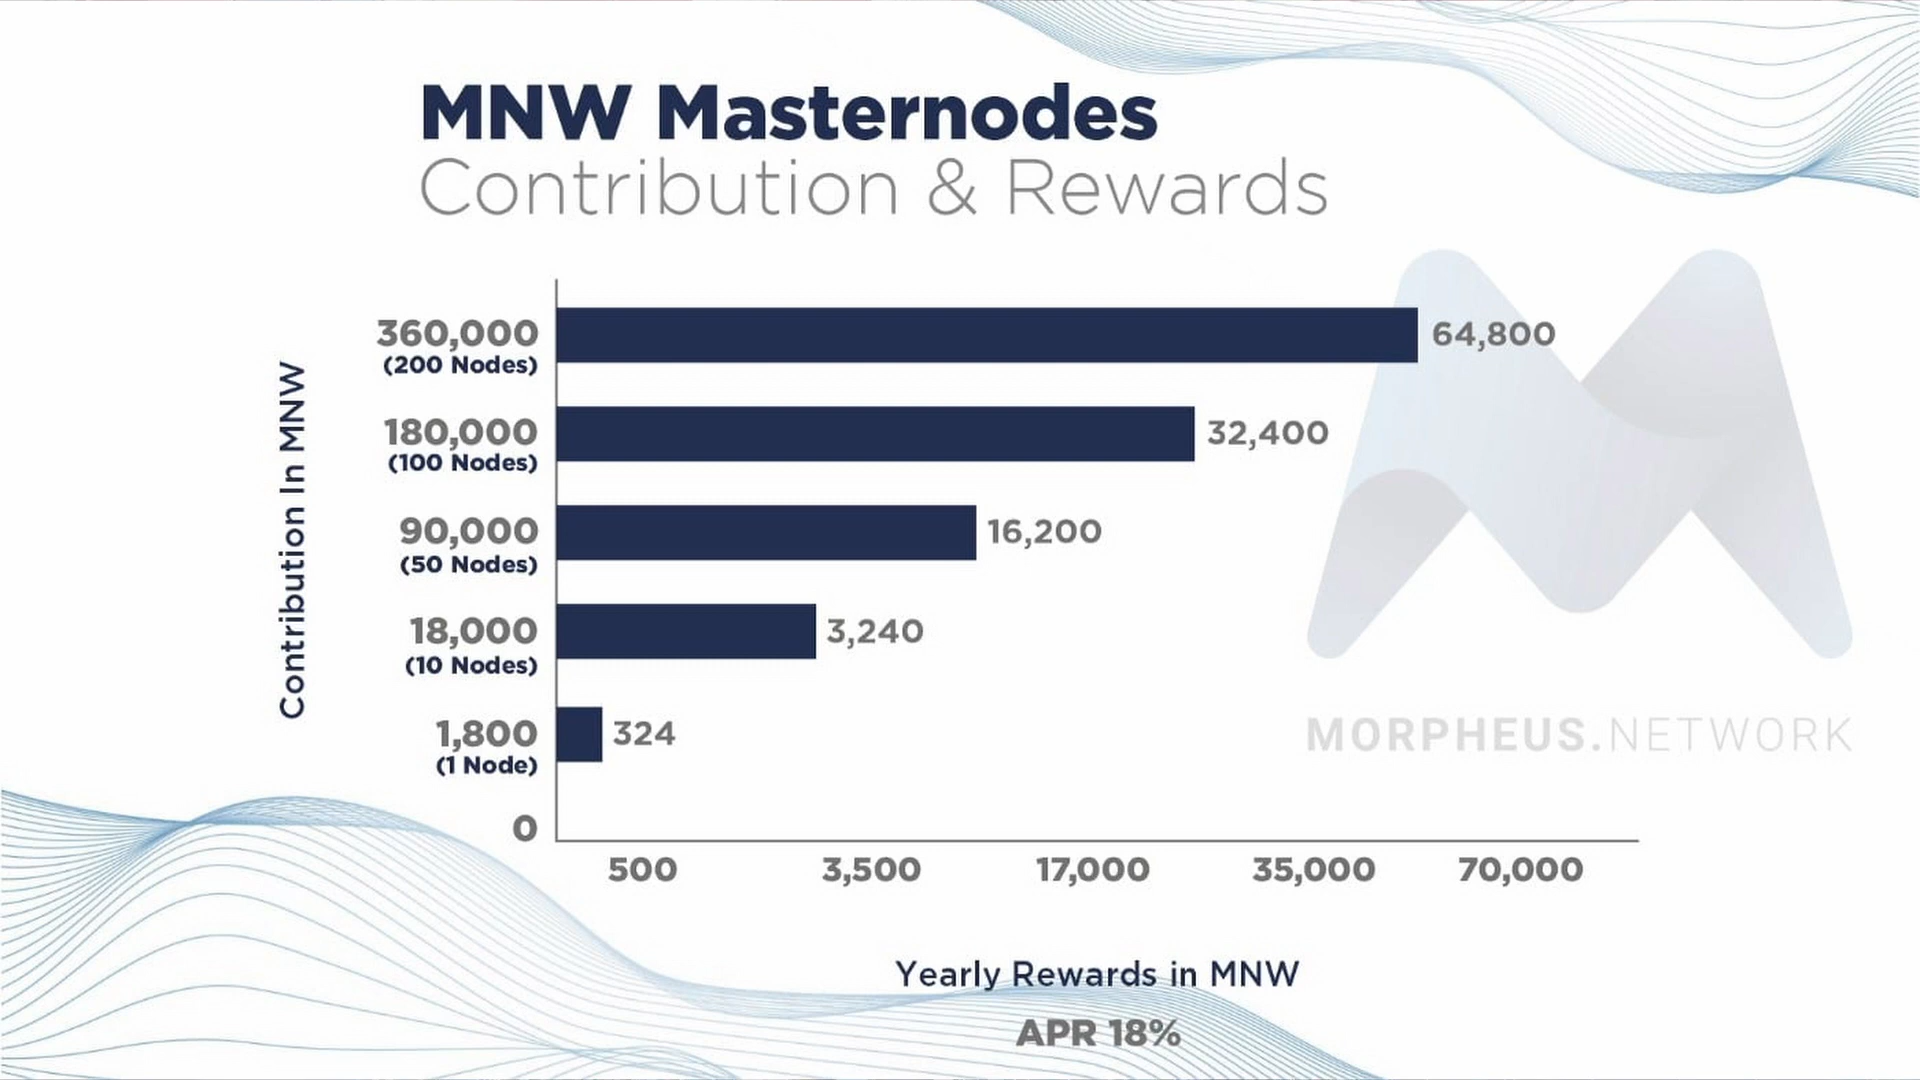 MNW Masternodes
Contribution & Rewards
Contribution In MNW
360,000
(200 Nodes)
64,800
180,000
(100 Nodes)
32,400
90,000
(50 Nodes)
16,200
18,000
(10 Nodes)
3,240
1,800
(1 Node)
324
0
500 3,500 17,000 35,000 70,000
Yearly Rewards in MNW
APR 18%
MORPHEUS.NETWORK